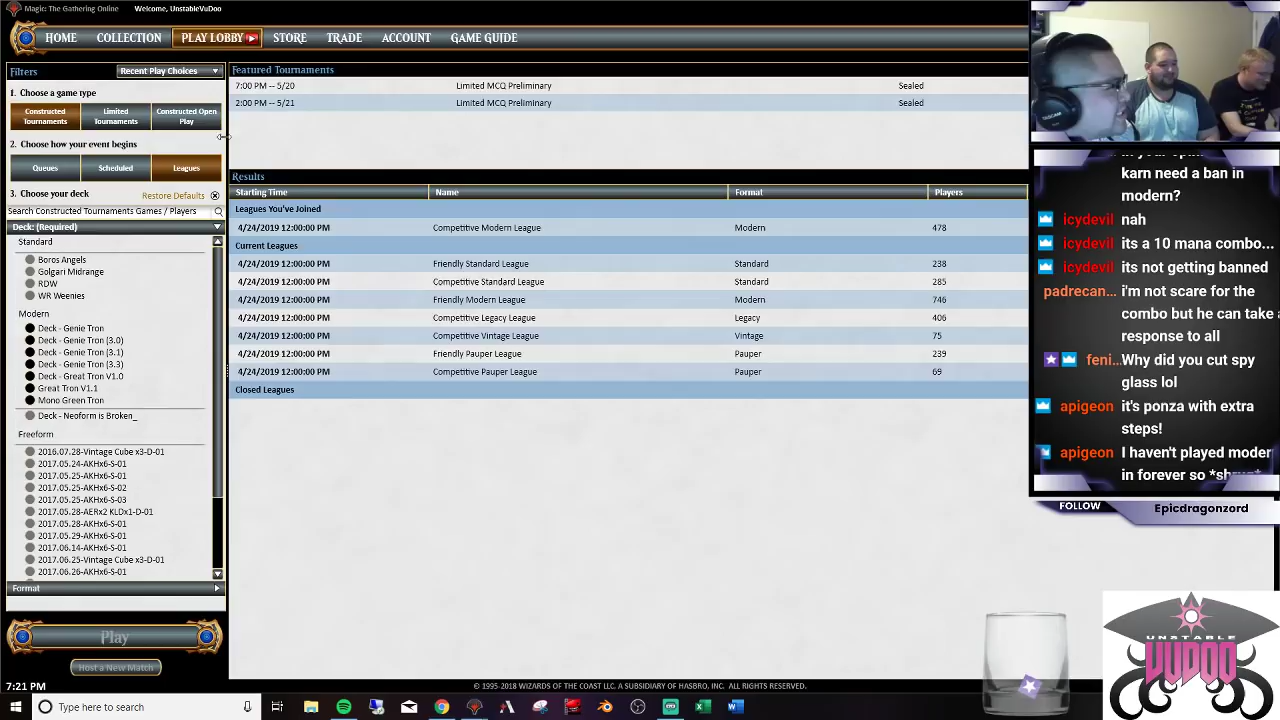 Magic: The Gathering Online Welcome, UnstableVuDoo
HOME COLLECTION PLAY LOBBY STORE TRADE ACCOUNT GAME GUIDE
Filters Recent Play Choices
1. Choose a game type
Constructed Tournaments Limited Tournaments Constructed Open Play
2. Choose how your event begins
Queues Scheduled Leagues
3. Choose your deck Restore Defaults
Search Constructed Tournaments Games / Players
Deck: (Required)
Standard
Boros Angels
Golgari Midrange
RDW
WR Weenies
Modern
Deck - Genie Tron
Deck - Genie Tron (3.0)
Deck - Genie Tron (3.1)
Deck - Genie Tron (3.3)
Deck - Great Tron V1.0
Great Tron V1.1
Mono Green Tron
Deck - Neoform is Broken_
Freeform
2016.07.28-Vintage Cube x3-D-01
2017.05.24-AKHx6-S-01
2017.05.25-AKHx6-S-01
2017.05.25-AKHx6-S-02
2017.05.25-AKHx6-S-03
2017.05.28-AERx2 KLDx1-D-01
2017.05.28-AKHx6-S-01
2017.05.29-AKHx6-S-01
2017.06.14-AKHx6-S-01
2017.06.25-Vintage Cube x3-D-01
2017.06.26-AKHx6-S-01
Format
Play
Host a New Match
7:21 PM
Featured Tournaments
7:00 PM -- 5/20 Limited MCQ Preliminary Sealed
2:00 PM -- 5/21 Limited MCQ Preliminary Sealed
Results
Starting Time Name Format Players
Leagues You've Joined
4/24/2019 12:00:00 PM Competitive Modern League Modern 478
Current Leagues
4/24/2019 12:00:00 PM Friendly Standard League Standard 238
4/24/2019 12:00:00 PM Competitive Standard League Standard 285
4/24/2019 12:00:00 PM Friendly Modern League Modern 746
4/24/2019 12:00:00 PM Competitive Legacy League Legacy 406
4/24/2019 12:00:00 PM Competitive Vintage League Vintage 75
4/24/2019 12:00:00 PM Friendly Pauper League Pauper 239
4/24/2019 12:00:00 PM Competitive Pauper League Pauper 69
Closed Leagues
© 1995-2018 WIZARDS OF THE COAST LLC. A SUBSIDIARY OF HASBRO, INC. ALL RIGHTS RESERVED.
karn need a ban in
modern?
icydevil nah
icydevil its a 10 mana combo...
icydevil its not getting banned
padrecan... i'm not scare for the
combo but he can take a
response to all
feni... Why did you cut spy
glass lol
apigeon it's ponza with extra
steps!
apigeon I haven't played moder
in forever so *shrug*
FOLLOW Epicdragonzord
UNSTABLE
VUDOO
Type here to search